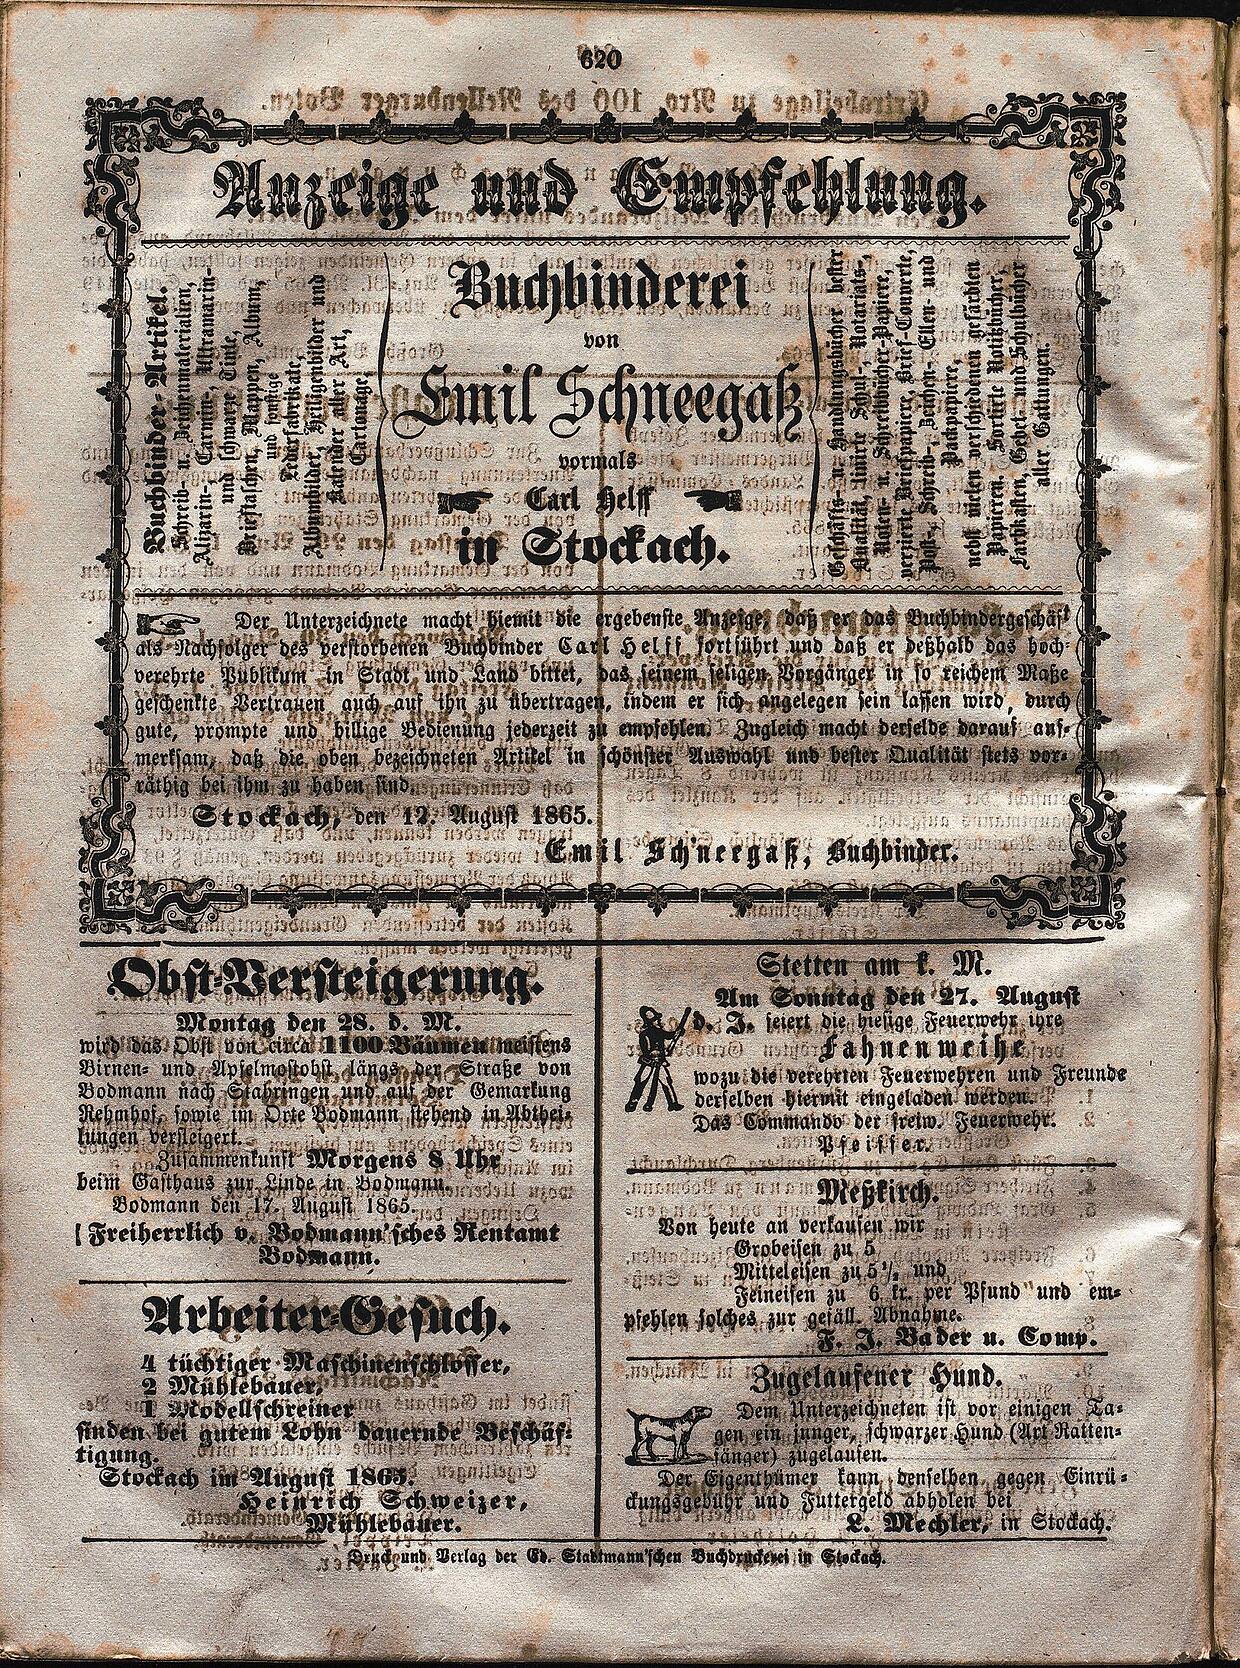 620
Anzeige und Empfehlung.
Buchbinder-Artikel.
Schreib- u. Zeichnenmaterialien,
Alizarin-, Carmin-, Ultramarin-
und schwarze Tinte,
Brieftaschen, Mappen, Album,
und sonstige
Lederfabrikate,
Albumbilder, Heiligenbilder und
Kalender aller Art,
Cartonage.
Buchbinderei
von
Emil Schneegaß
vormals
Carl Helff
in Stockach.
Geschäfts- Handlungsbücher bester
Qualität, linirte Schul-, Notariats-,
Noten- u. Schreibbücher-Papiere,
verzierte Briefpapiere, Brief-Couverte,
Post-, Schreib- Zeichen- Ellen- und
Packpapiere,
nebst vielen verschiedenen gefärbten
Papieren. Sortirte Notizbücher,
Farbkasten, Gebet- und Schulbücher
aller Gattungen.
Der Unterzeichnete macht hiemit die ergebenste Anzeige, daß er das Buchbindergeschäft
als Nachfolger des verstorbenen Buchbinder Carl Helff fortführt und daß er deßhalb das hoch-
verehrte Publikum in Stadt und Land bittet, das seinem seligen Vorgänger in so reichem Maße
geschenkte Vertrauen auch auf ihn zu übertragen, indem er sich angelegen sein lassen wird, durch
gute, prompte und billige Bedienung jederzeit zu empfehlen. Zugleich macht derselde darauf auf-
merksam, daß die oben bezeichneten Artikel in schönster Auswahl und bester Qualität stets vor-
räthig bei ihm zu haben sind.
Stockach, den 12. August 1865.
Emil Schneegaß, Buchbinder.
Obst-Versteigerung.
Montag den 28. d. M.
wird das Obst von circa 1100 Bäumen meistens
Birnen- und Apfelmostobst längs der Straße von
Bodmann nach Stahringen und auf der Gemarkung
Rehmhof, sowie im Orte Bodmann stehend in Abthei-
lungen versteigert.
Zusammenkunft Morgens 8 Uhr
beim Gasthaus zur Linde in Bodmann.
Bodmann den 17. August 1865.
Freiherrlich v. Bodmann'sches Rentamt
Bodmann.
Arbeiter-Gesuch.
4 tüchtiger Maschinenschlosser,
2 Mühlebauer,
1 Modellschreiner
finden bei gutem Lohn dauernde Beschäf-
tigung.
Stockach im August 1865.
Heinrich Schweizer,
Mühlebauer.
Stetten am k. M.
Am Sonntag den 27. August
d. J. feiert die hiesige Feuerwehr ihre
Fahnenweihe
wozu die verehrten Feuerwehren und Freunde
derselben hiermit eingeladen werden.
Das Commando der freiw. Feuerwehr.
Pfeiffer.
Meßkirch.
Von heute an verkaufen wir
Grobeisen zu 5
Mitteleisen zu 5½ und
Feineisen zu 6 kr. per Pfund und em-
pfehlen solches zur gefäll. Abnahme.
F. J. Bader u. Comp.
Zugelaufener Hund.
Dem Unterzeichneten ist vor einigen Ta-
gen ein junger, schwarzer Hund (Art Ratten-
fänger) zugelaufen.
Der Eigenthümer kann denselben gegen Einrü-
ckungsgebühr und Futtergeld abholen bei
L. Mechler, in Stockach.
Druck und Verlag der Ed. Stadtmann'schen Buchdruckerei in Stockach.